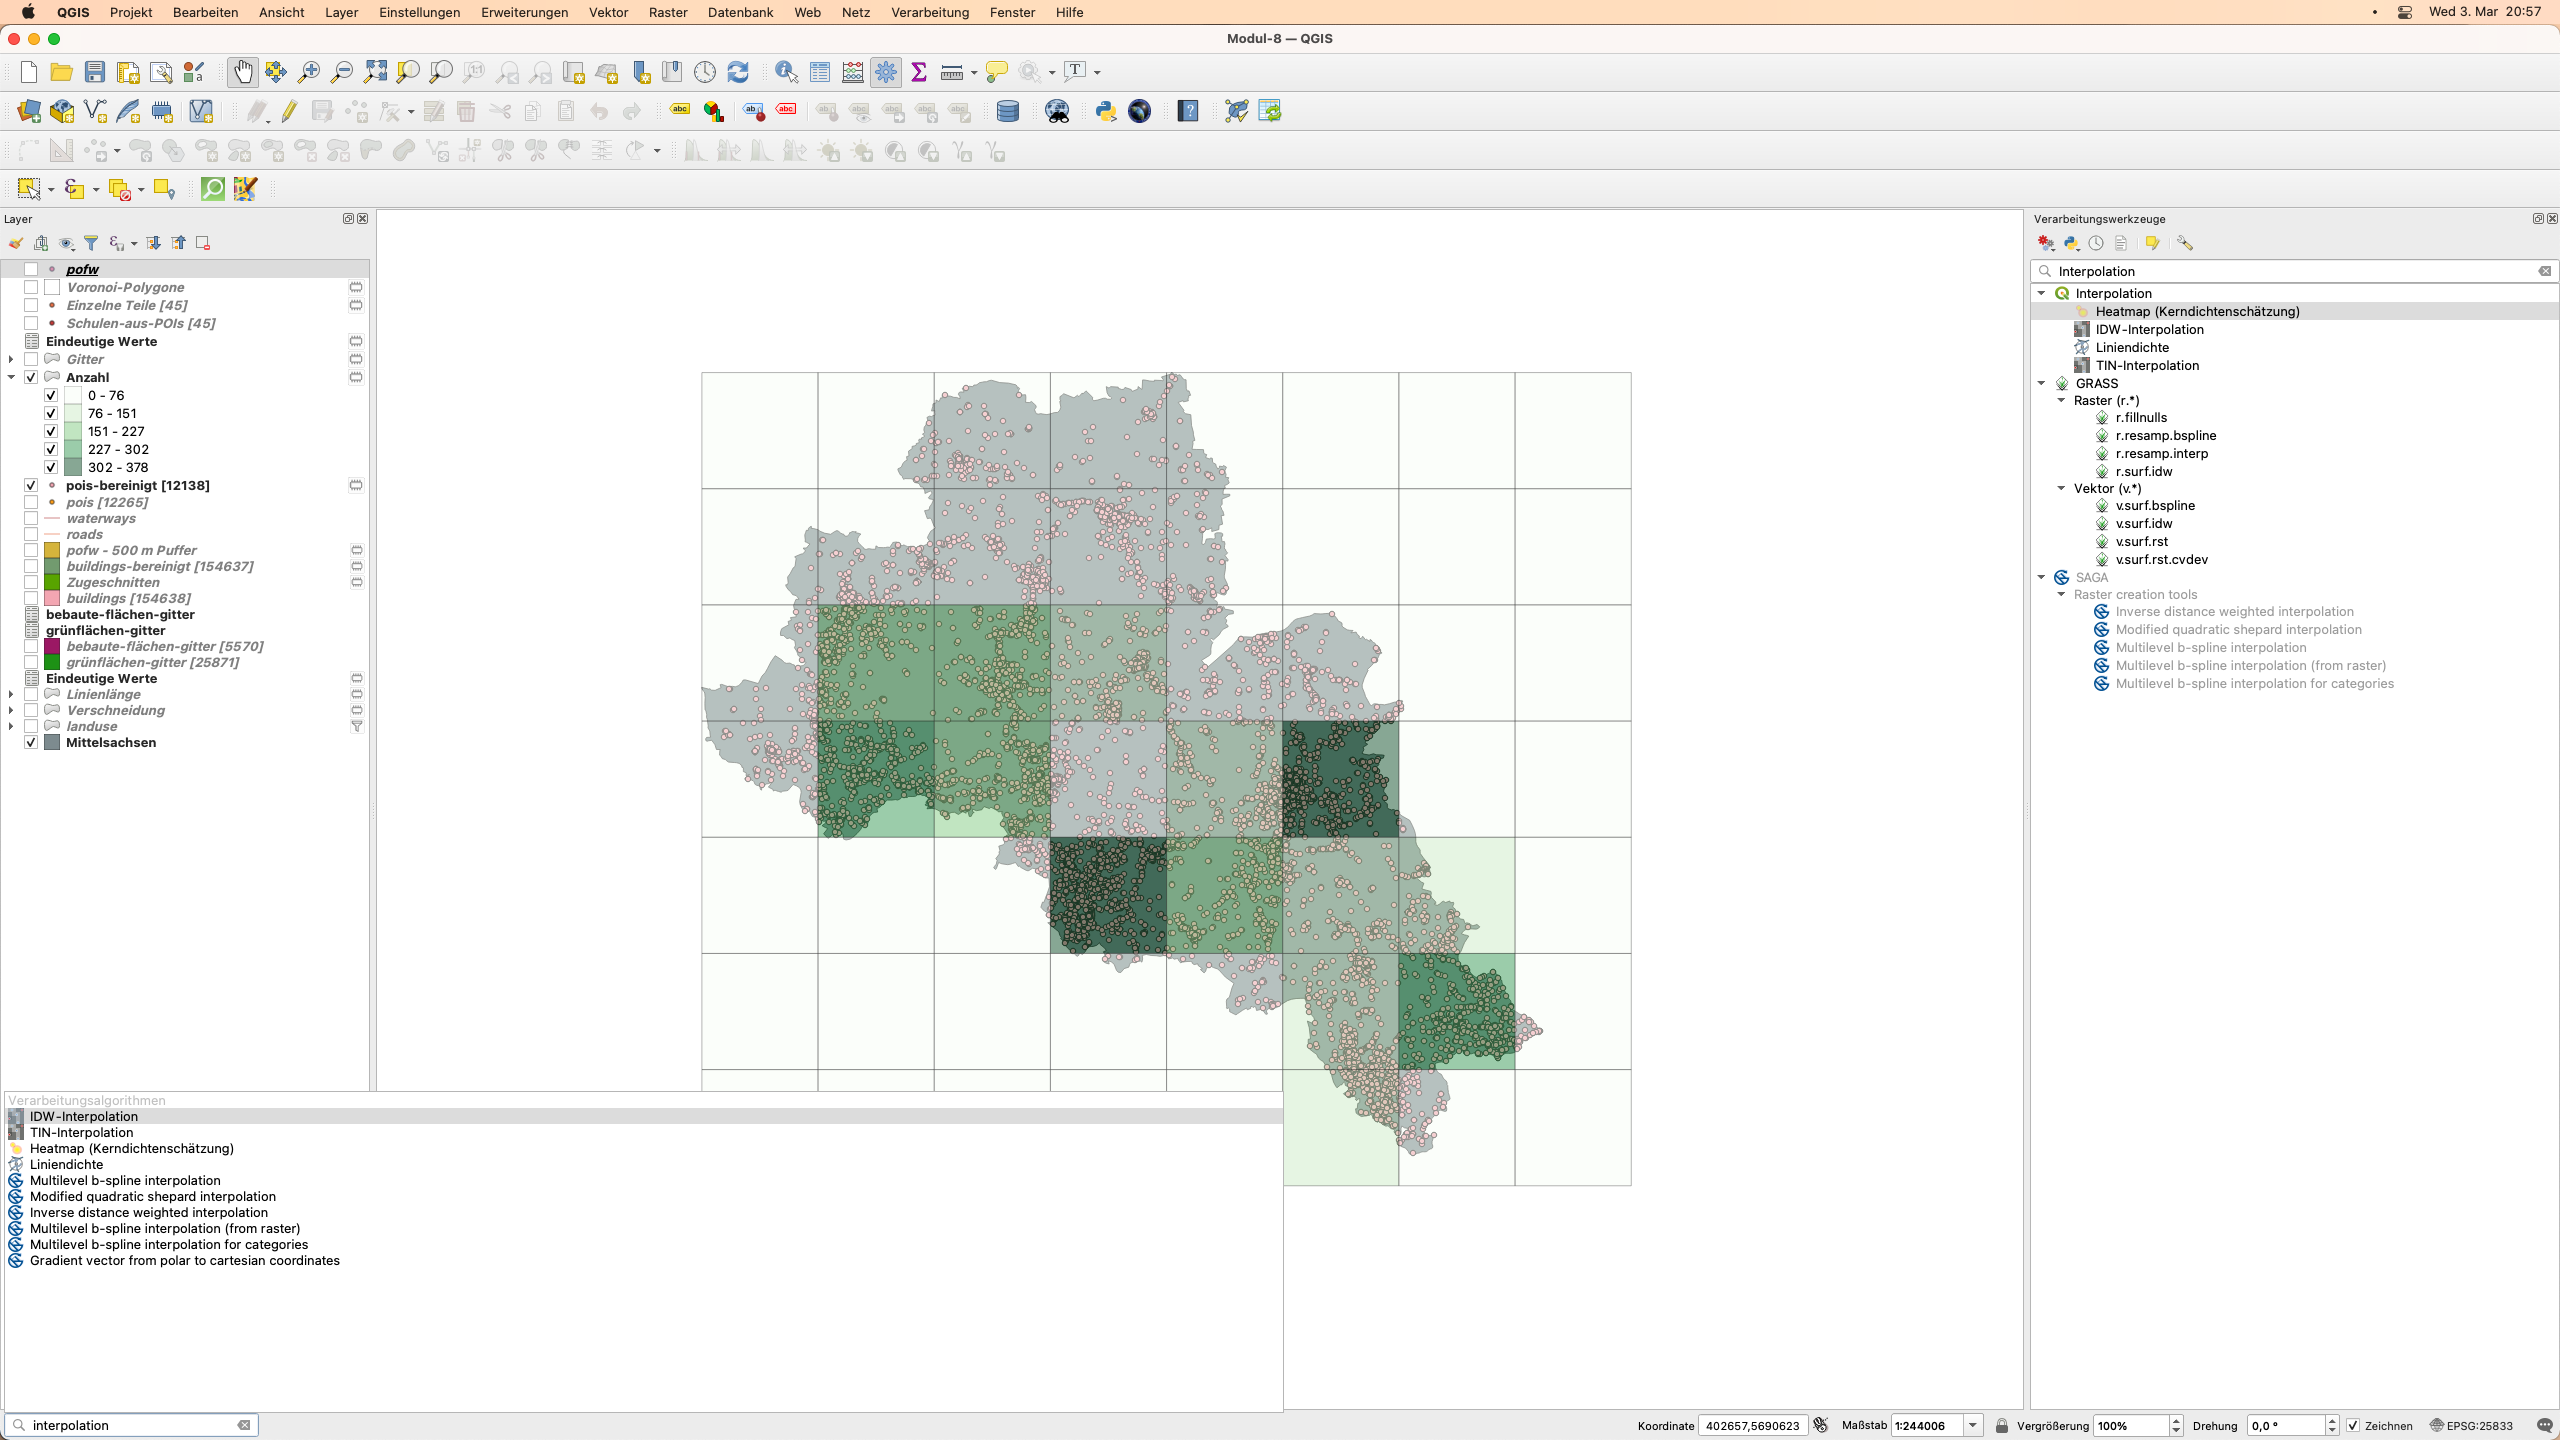 QGIS Projekt Bearbeiten Ansicht Layer Einstellungen Erweiterungen Vektor Raster Datenbank Web Netz Verarbeitung Fenster Hilfe Wed 3. Mar 20:57
Modul-8 — QGIS
Layer
pofw
Voronoi-Polygone
Einzelne Teile [45]
Schulen-aus-POIs [45]
Eindeutige Werte
Gitter
Anzahl
0 - 76
76 - 151
151 - 227
227 - 302
302 - 378
pois-bereinigt [12138]
pois [12265]
waterways
roads
pofw - 500 m Puffer
buildings-bereinigt [154637]
Zugeschnitten
buildings [154638]
bebaute-flächen-gitter
grünflächen-gitter
bebaute-flächen-gitter [5570]
grünflächen-gitter [25871]
Eindeutige Werte
Linienlänge
Verschneidung
landuse
Mittelsachsen
Verarbeitungsalgorithmen
IDW-Interpolation
TIN-Interpolation
Heatmap (Kerndichtenschätzung)
Liniendichte
Multilevel b-spline interpolation
Modified quadratic shepard interpolation
Inverse distance weighted interpolation
Multilevel b-spline interpolation (from raster)
Multilevel b-spline interpolation for categories
Gradient vector from polar to cartesian coordinates
interpolation
Verarbeitungswerkzeuge
Interpolation
Interpolation
Heatmap (Kerndichtenschätzung)
IDW-Interpolation
Liniendichte
TIN-Interpolation
GRASS
Raster (r.*)
r.fillnulls
r.resamp.bspline
r.resamp.interp
r.surf.idw
Vektor (v.*)
v.surf.bspline
v.surf.idw
v.surf.rst
v.surf.rst.cvdev
SAGA
Raster creation tools
Inverse distance weighted interpolation
Modified quadratic shepard interpolation
Multilevel b-spline interpolation
Multilevel b-spline interpolation (from raster)
Multilevel b-spline interpolation for categories
Koordinate 402657,5690623 Maßstab 1:244006 Vergrößerung 100% Drehung 0,0 ° Zeichnen EPSG:25833